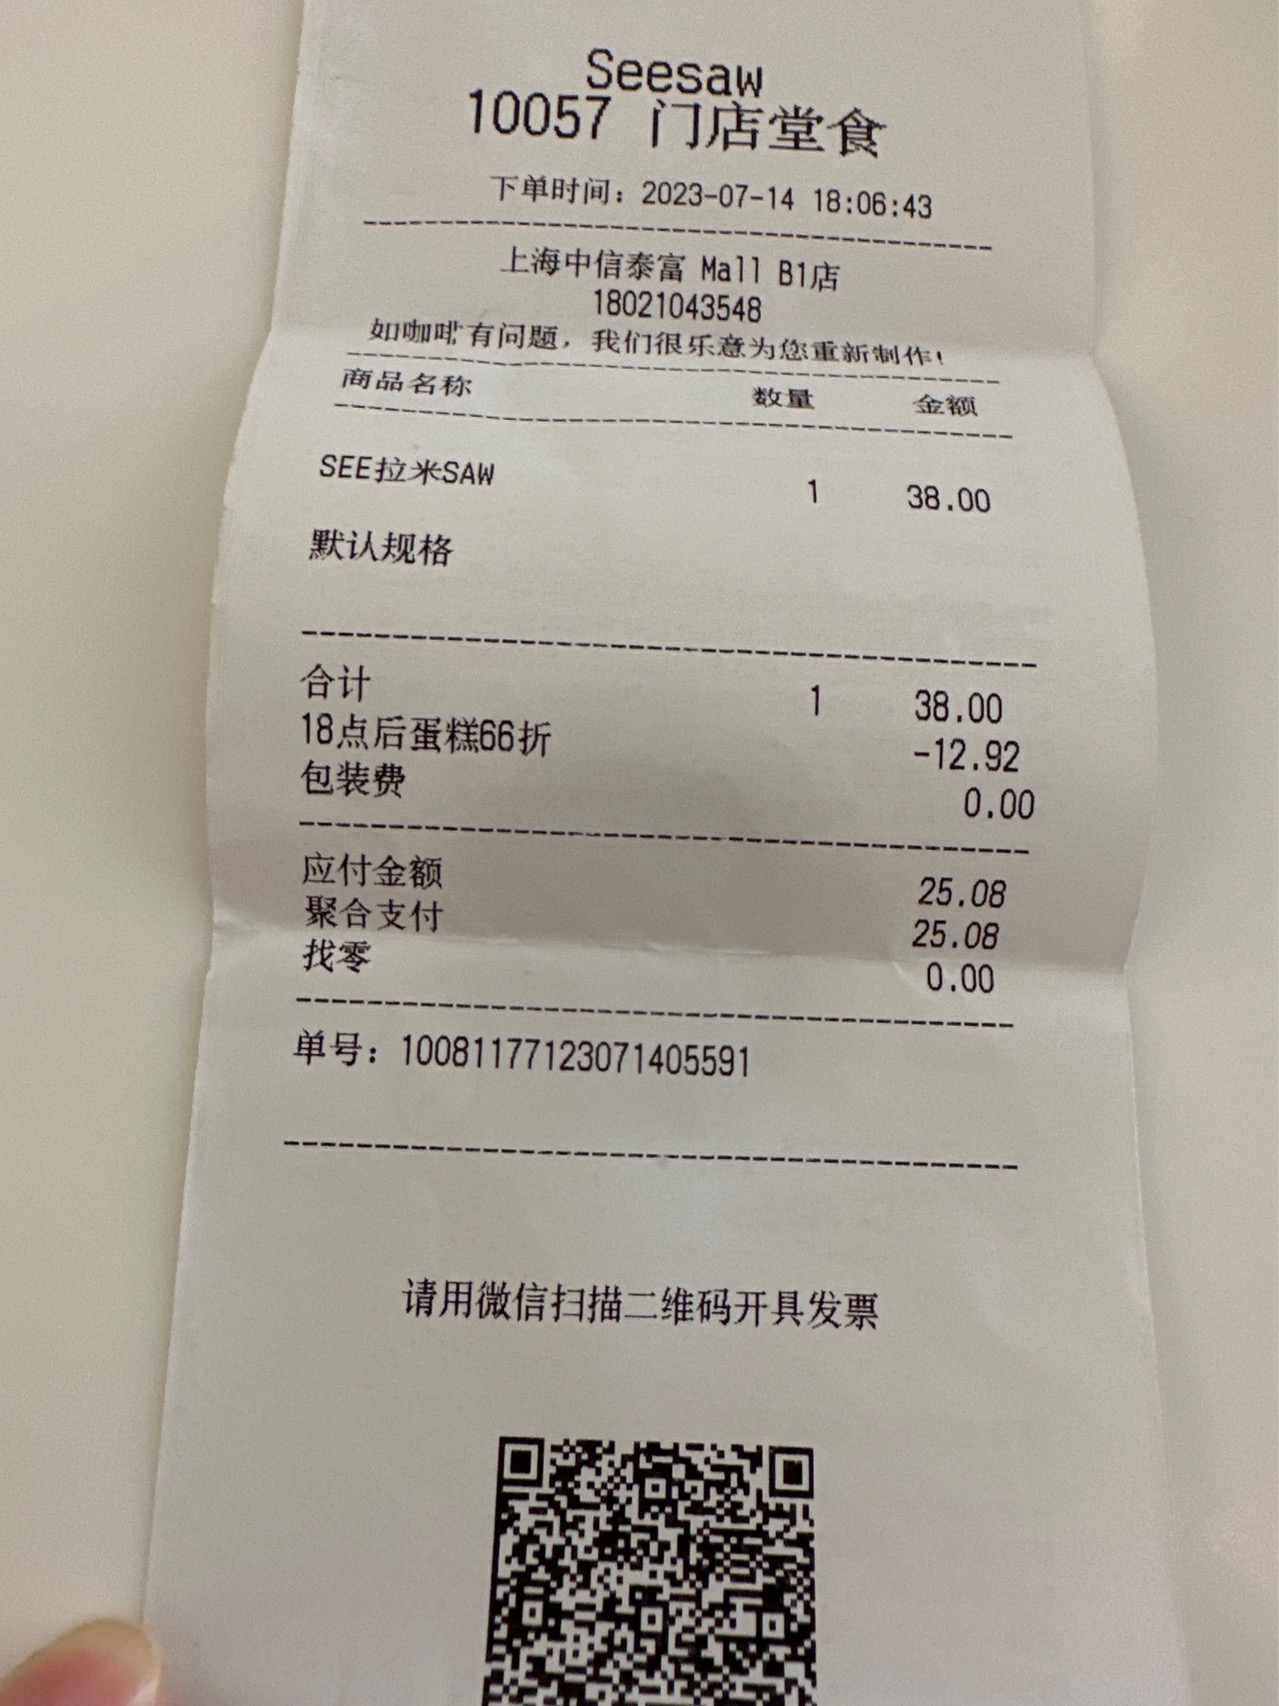 Seesaw
10057 门店堂食
下单时间：2023-07-14 18:06:43
上海中信泰富 Mall B1店
18021043548
如咖啡有问题，我们很乐意为您重新制作！
商品名称 数量 金额
SEE拉米SAW 1 38.00
默认规格
合计 1 38.00
18点后蛋糕66折 -12.92
包装费 0.00
应付金额 25.08
聚合支付 25.08
找零 0.00
单号：10081177123071405591
请用微信扫描二维码开具发票